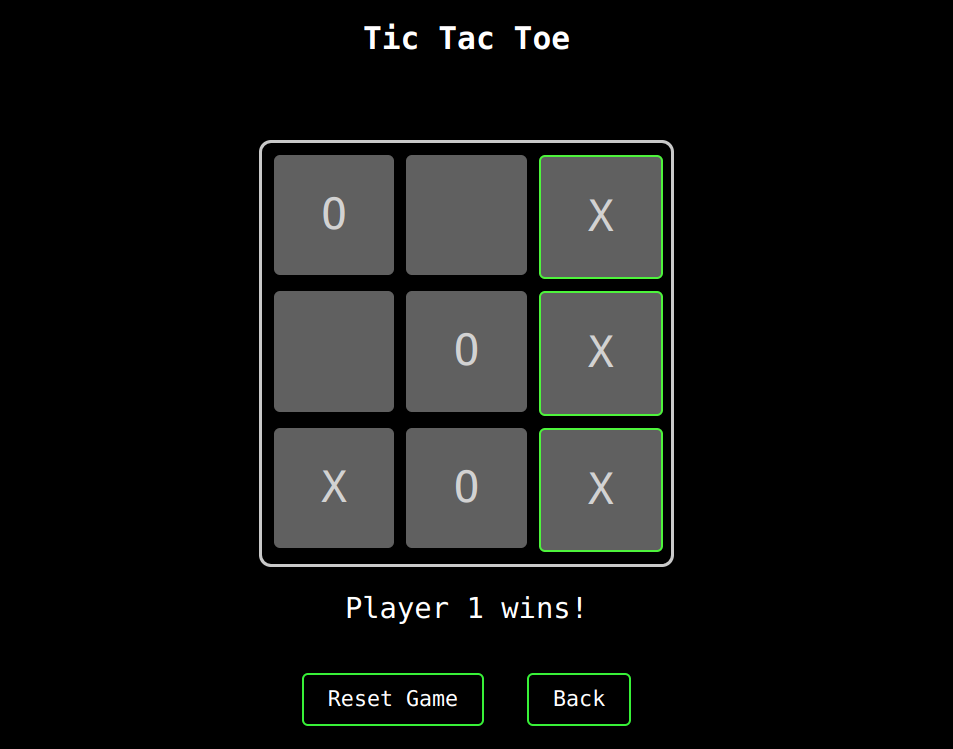 Tic Tac Toe
O X
O X
X O X
Player 1 wins!
Reset Game Back